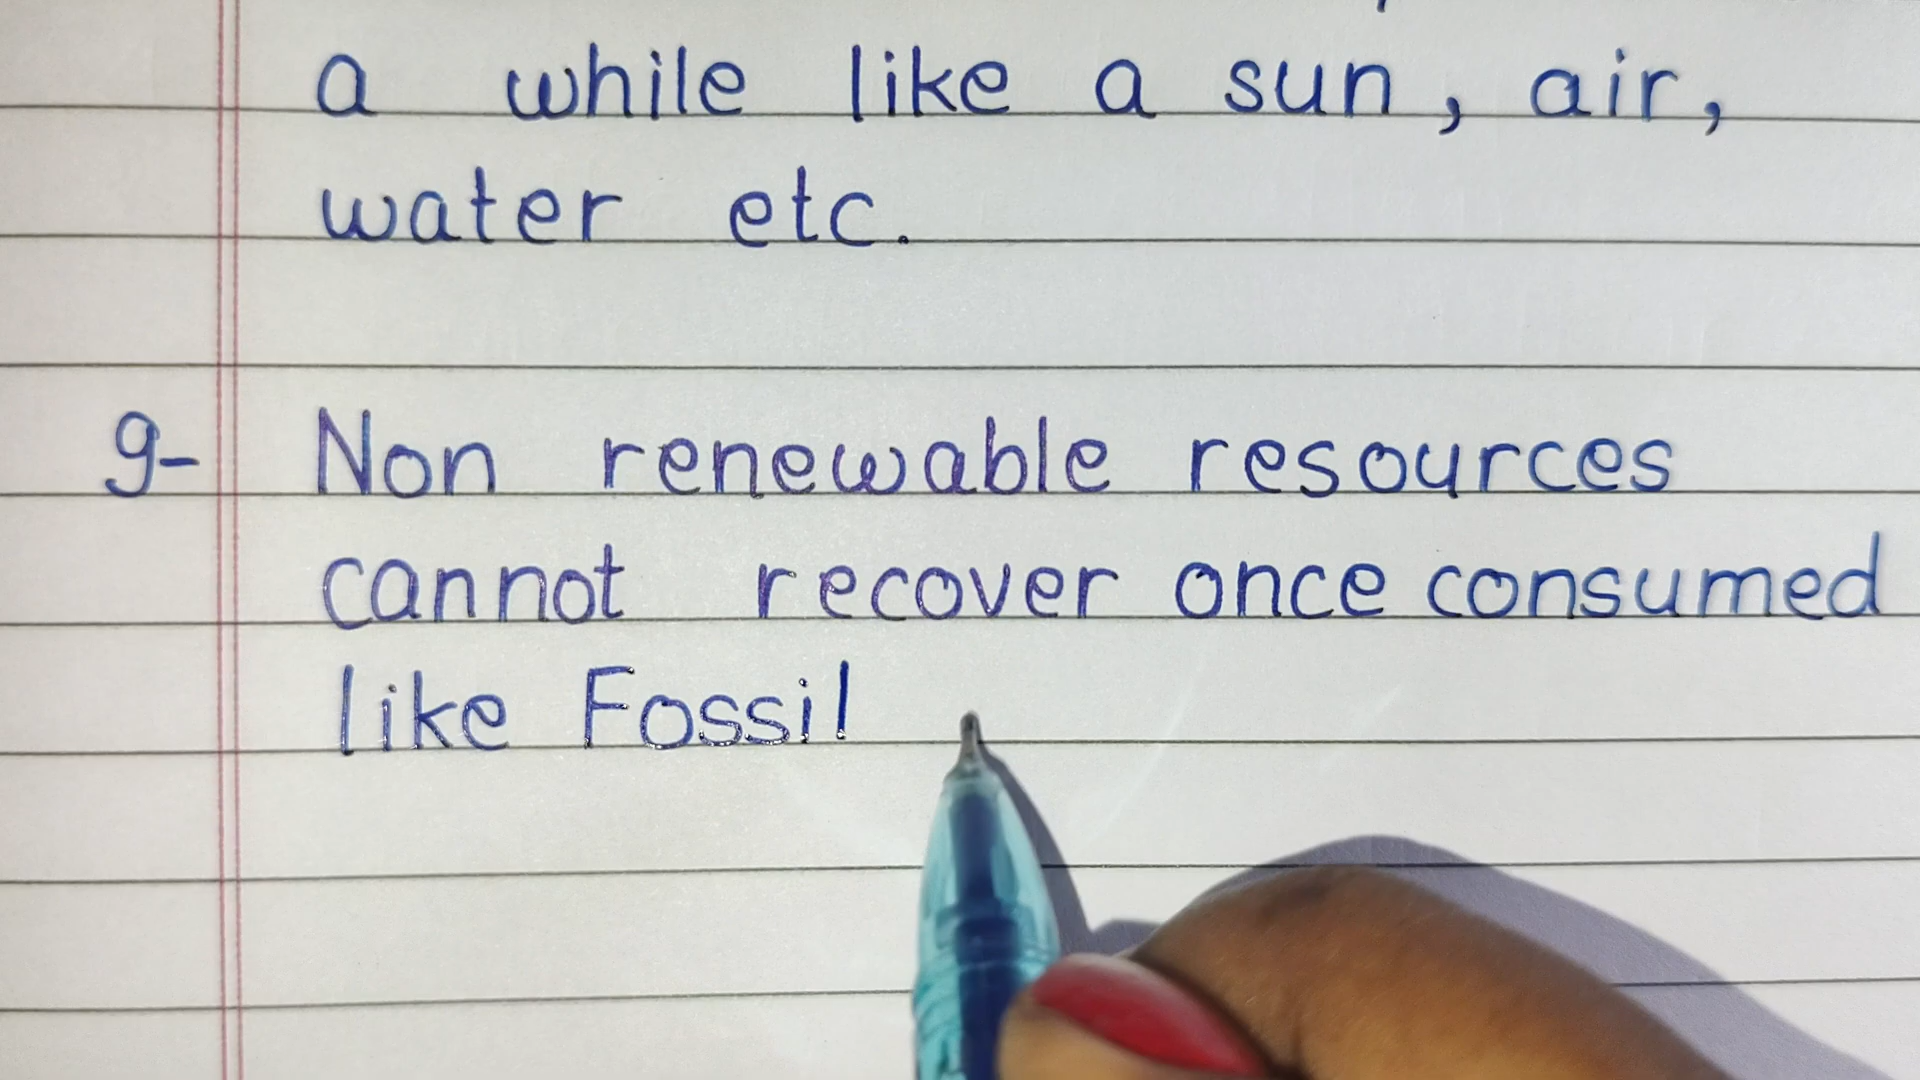 a while like a sun, air,
water etc.
9- Non renewable resources
cannot recover once consumed
like Fossil